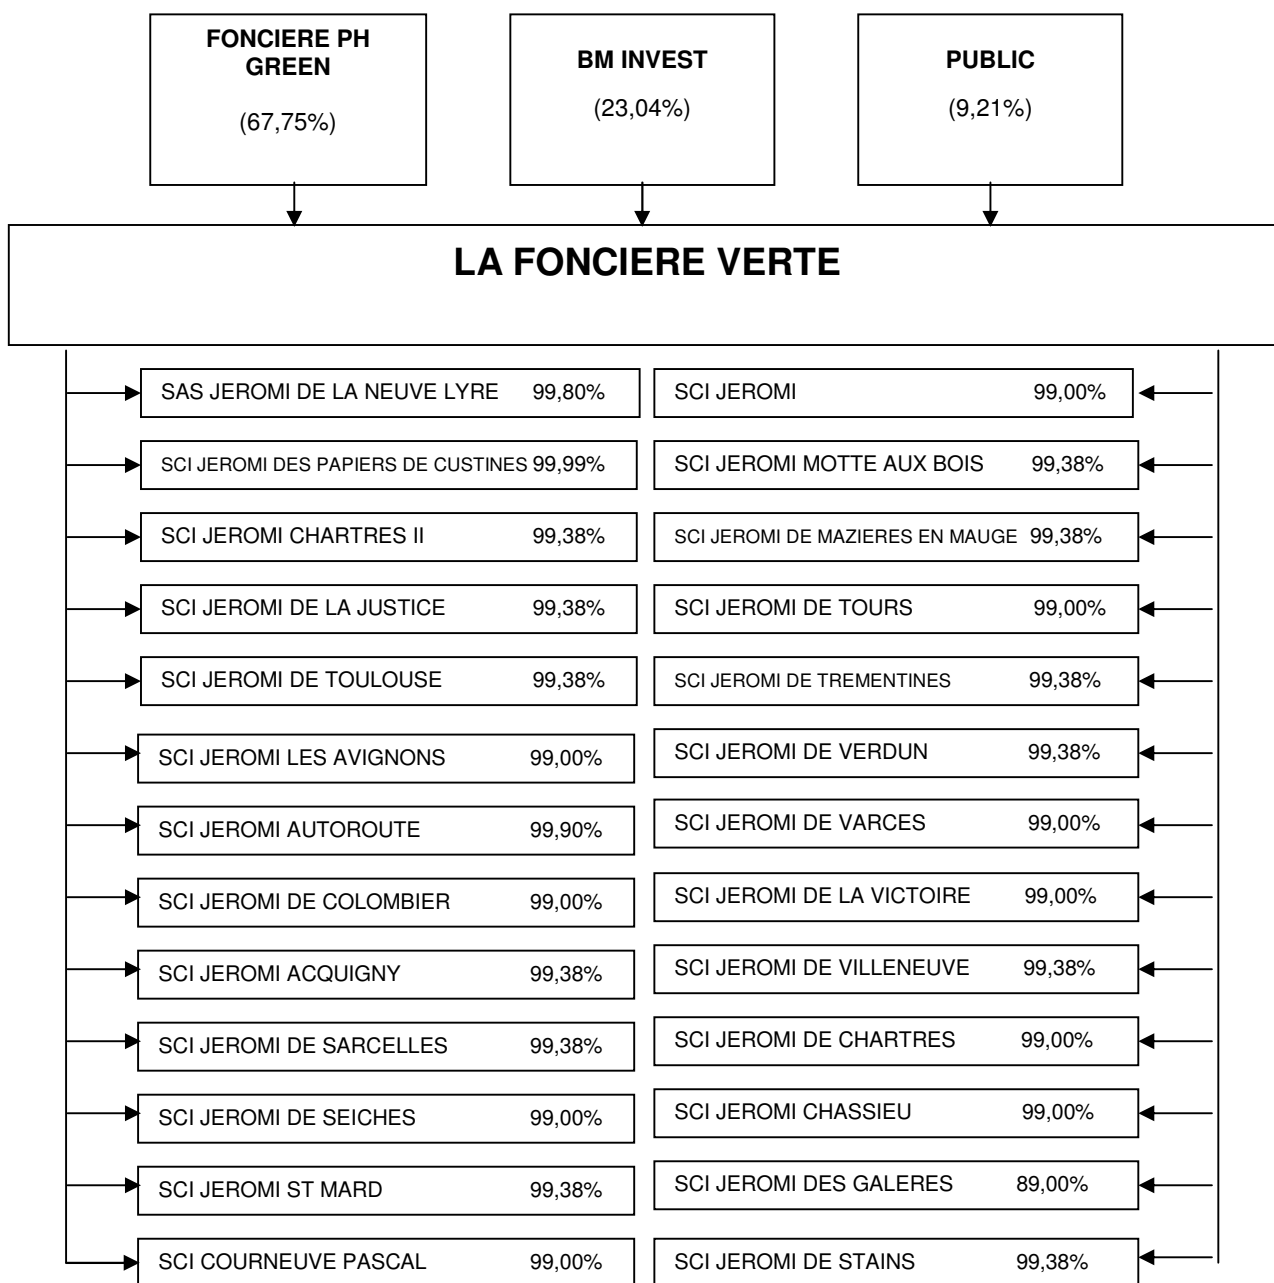 FONCIERE PH
GREEN
(67,75%)
BM INVEST
(23,04%)
PUBLIC
(9,21%)
LA FONCIERE VERTE
SAS JEROMI DE LA NEUVE LYRE 99,80%
SCI JEROMI 99,00%
SCI JEROMI DES PAPIERS DE CUSTINES 99,99%
SCI JEROMI MOTTE AUX BOIS 99,38%
SCI JEROMI CHARTRES II 99,38%
SCI JEROMI DE MAZIERES EN MAUGE 99,38%
SCI JEROMI DE LA JUSTICE 99,38%
SCI JEROMI DE TOURS 99,00%
SCI JEROMI DE TOULOUSE 99,38%
SCI JEROMI DE TREMENTINES 99,38%
SCI JEROMI LES AVIGNONS 99,00%
SCI JEROMI DE VERDUN 99,38%
SCI JEROMI AUTOROUTE 99,90%
SCI JEROMI DE VARCES 99,00%
SCI JEROMI DE COLOMBIER 99,00%
SCI JEROMI DE LA VICTOIRE 99,00%
SCI JEROMI ACQUIGNY 99,38%
SCI JEROMI DE VILLENEUVE 99,38%
SCI JEROMI DE SARCELLES 99,38%
SCI JEROMI DE CHARTRES 99,00%
SCI JEROMI DE SEICHES 99,00%
SCI JEROMI CHASSIEU 99,00%
SCI JEROMI ST MARD 99,38%
SCI JEROMI DES GALERES 89,00%
SCI COURNEUVE PASCAL 99,00%
SCI JEROMI DE STAINS 99,38%